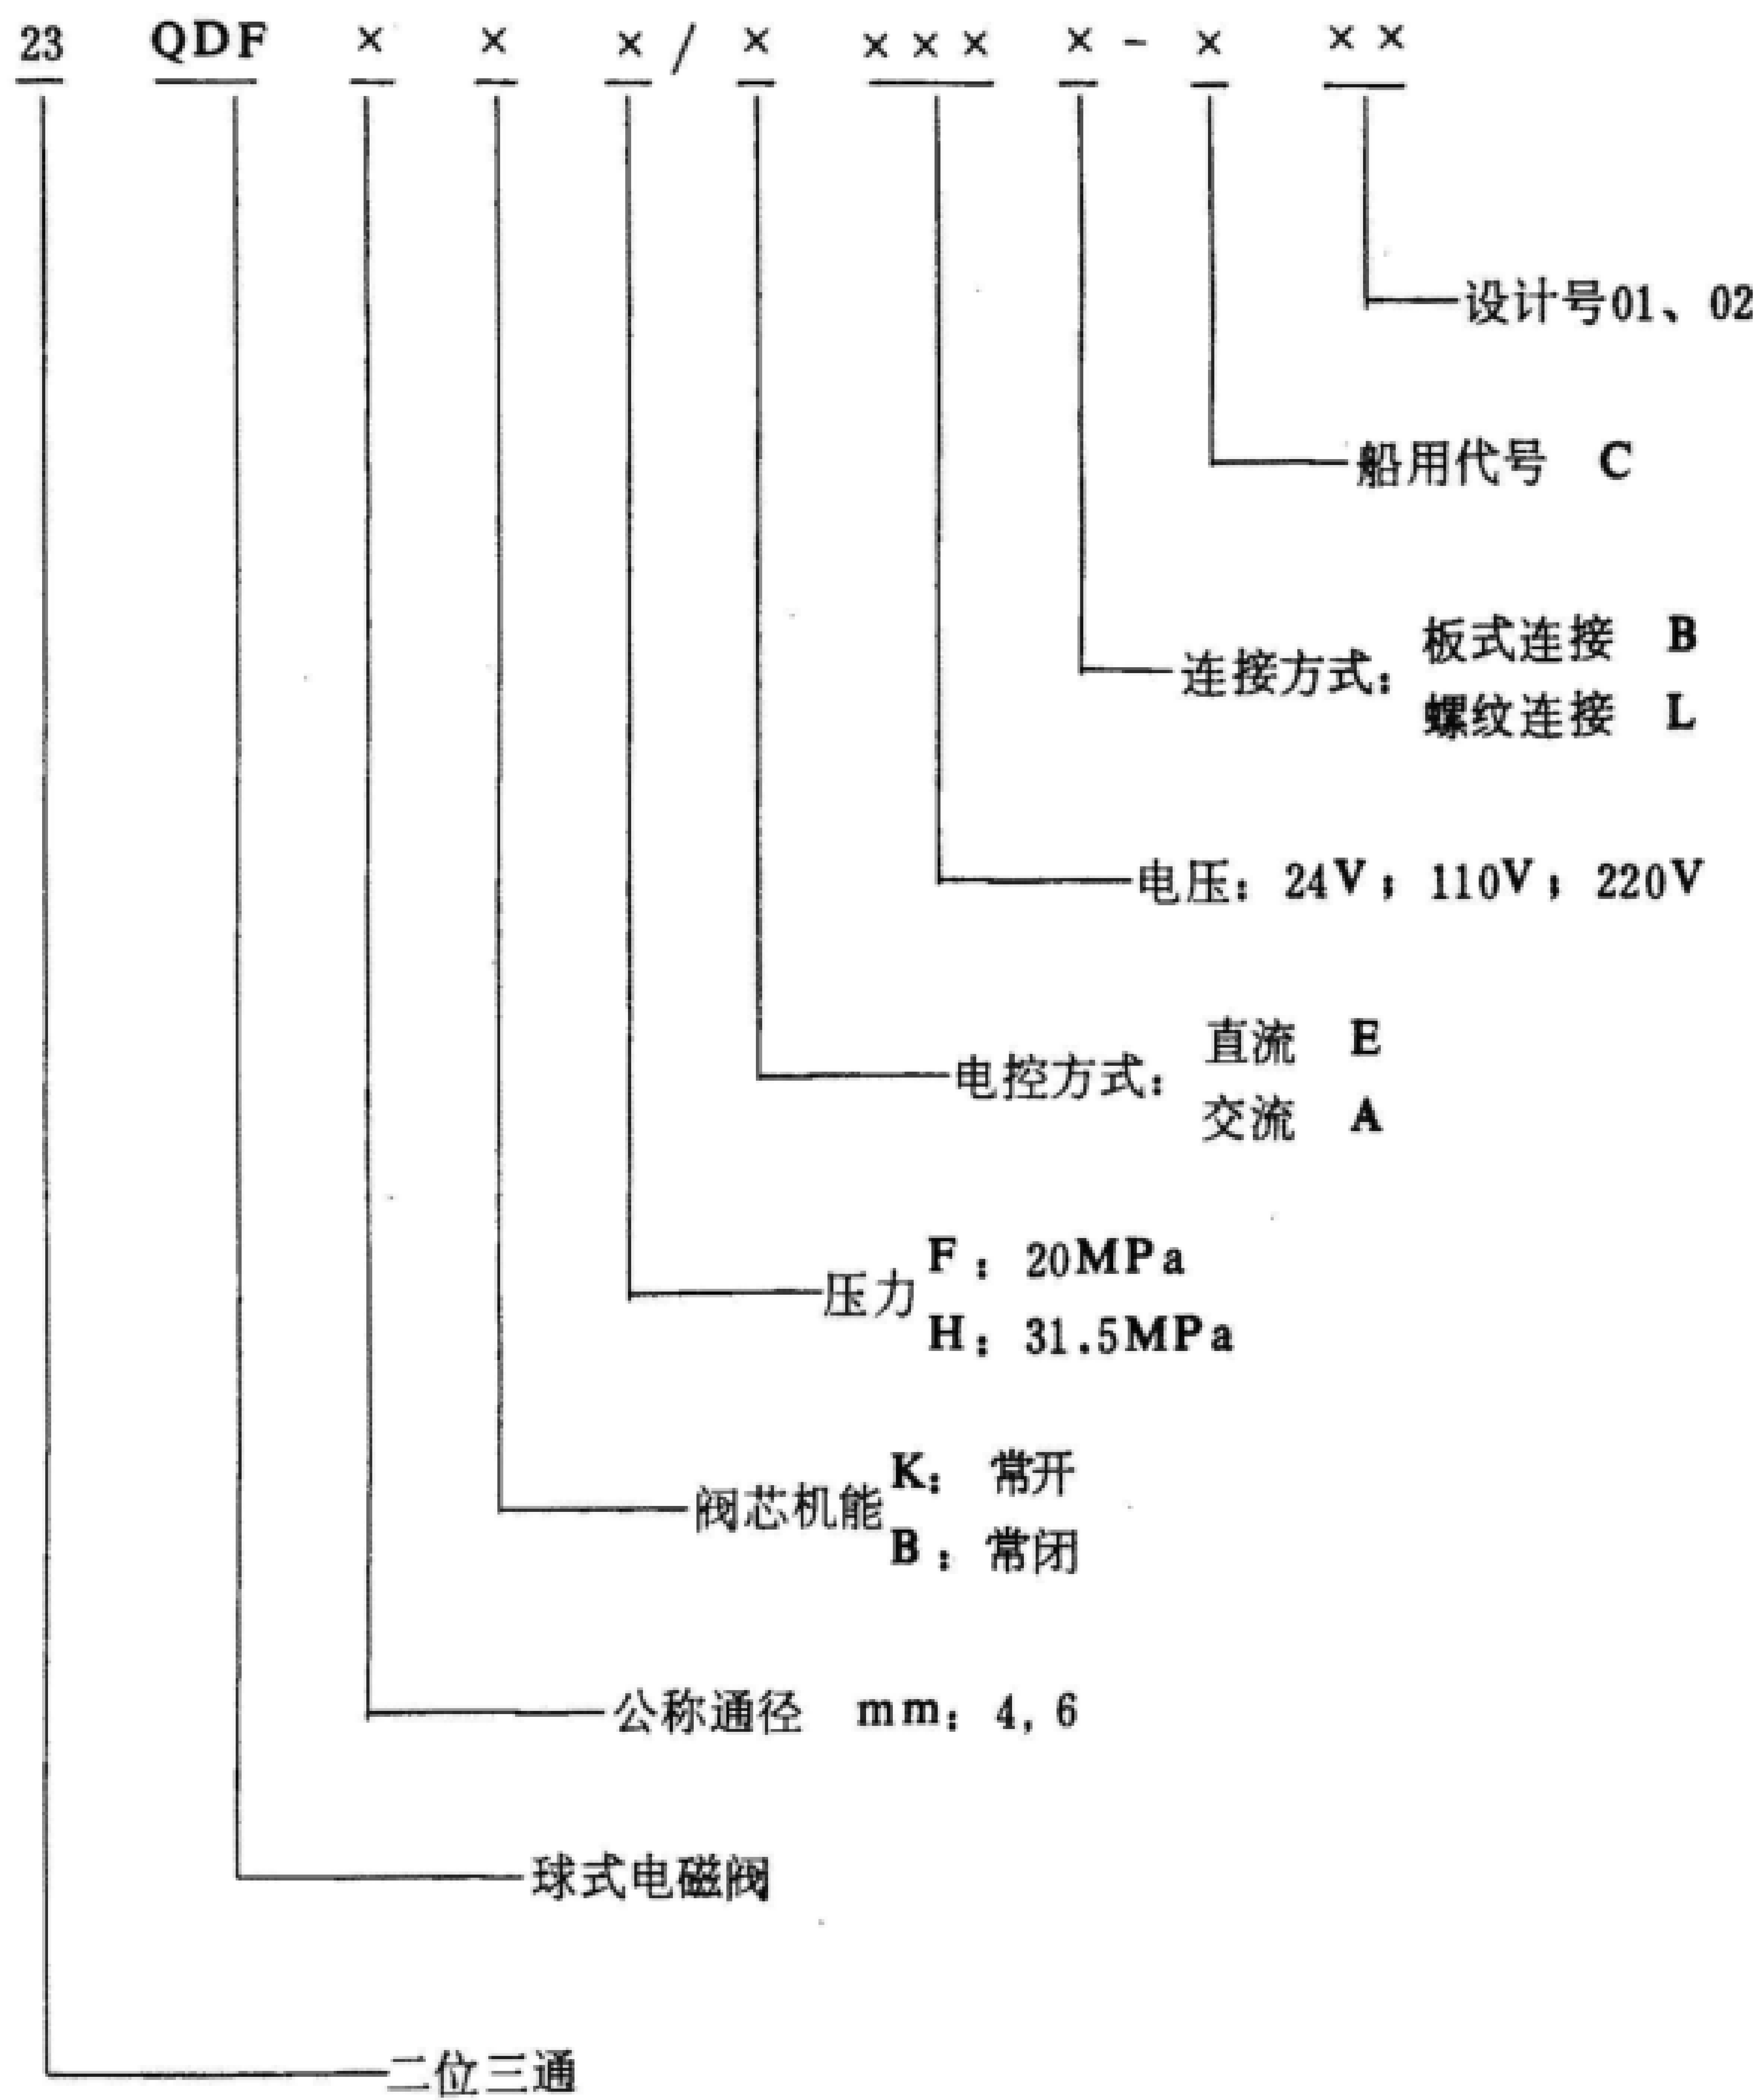 23 QDF × × ×/× ××× ×-× ××
设计号01、02
船用代号 C
板式连接 B
连接方式:
螺纹连接 L
电压: 24V; 110V; 220V
直流 E
电控方式:
交流 A
F: 20MPa
压力
H: 31.5MPa
K: 常开
阀芯机能
B: 常闭
公称通径 mm: 4, 6
球式电磁阀
二位三通